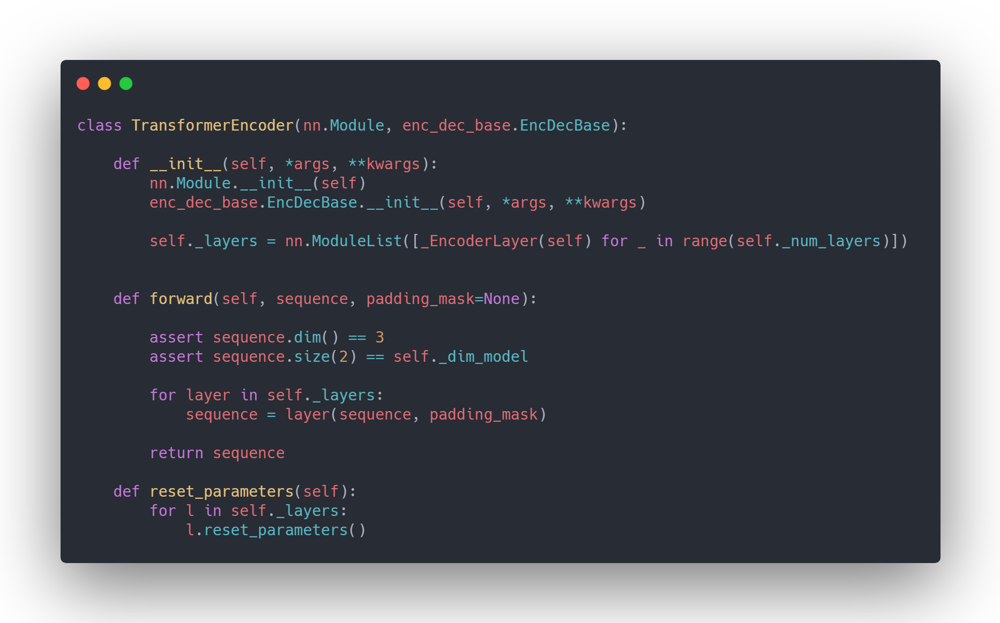 class TransformerEncoder(nn.Module, enc_dec_base.EncDecBase):
    def __init__(self, *args, **kwargs):
        nn.Module.__init__(self)
        enc_dec_base.EncDecBase.__init__(self, *args, **kwargs)
        self._layers = nn.ModuleList([_EncoderLayer(self) for _ in range(self._num_layers)])
    def forward(self, sequence, padding_mask=None):
        assert sequence.dim() == 3
        assert sequence.size(2) == self._dim_model
        for layer in self._layers:
            sequence = layer(sequence, padding_mask)
        return sequence
    def reset_parameters(self):
        for l in self._layers:
            l.reset_parameters()